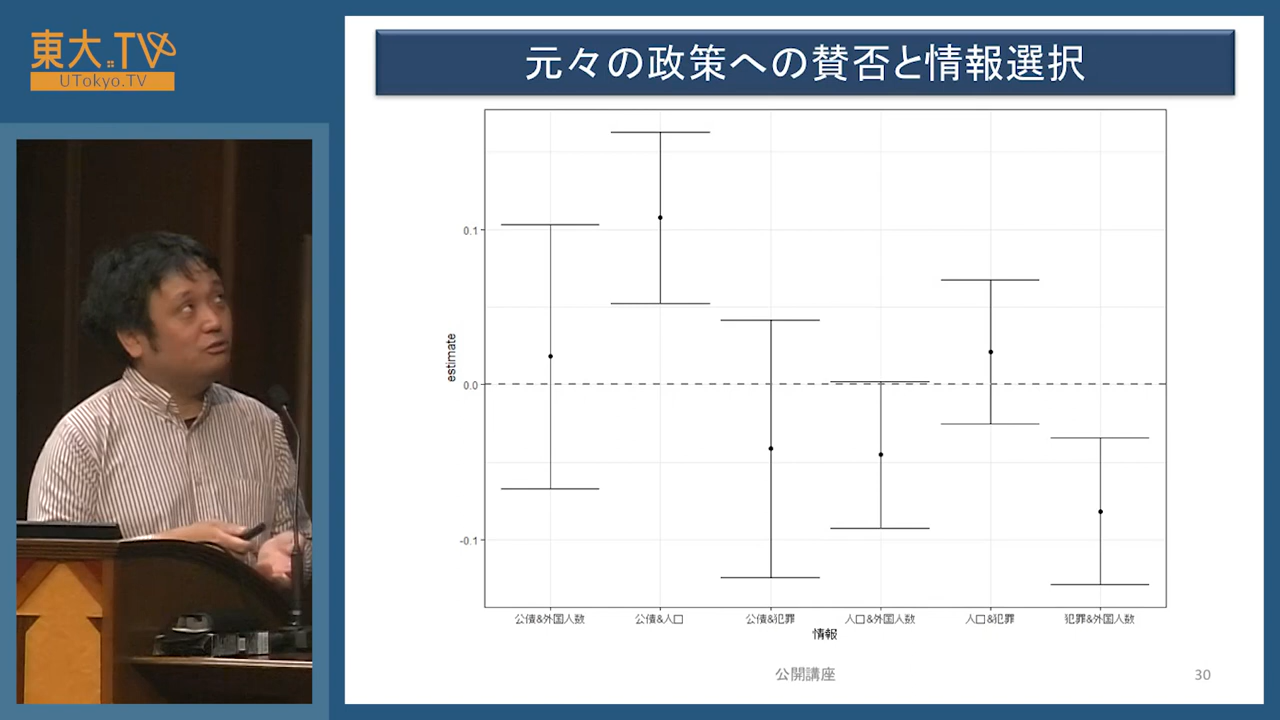 東大.TV
UTokyo.TV
元々の政策への賛否と情報選択
0.1
0.0
-0.1
estimate
公債&外国人数
公債&人口
公債&犯罪
人口&外国人数
人口&犯罪
犯罪&外国人数
情報
公開講座
30